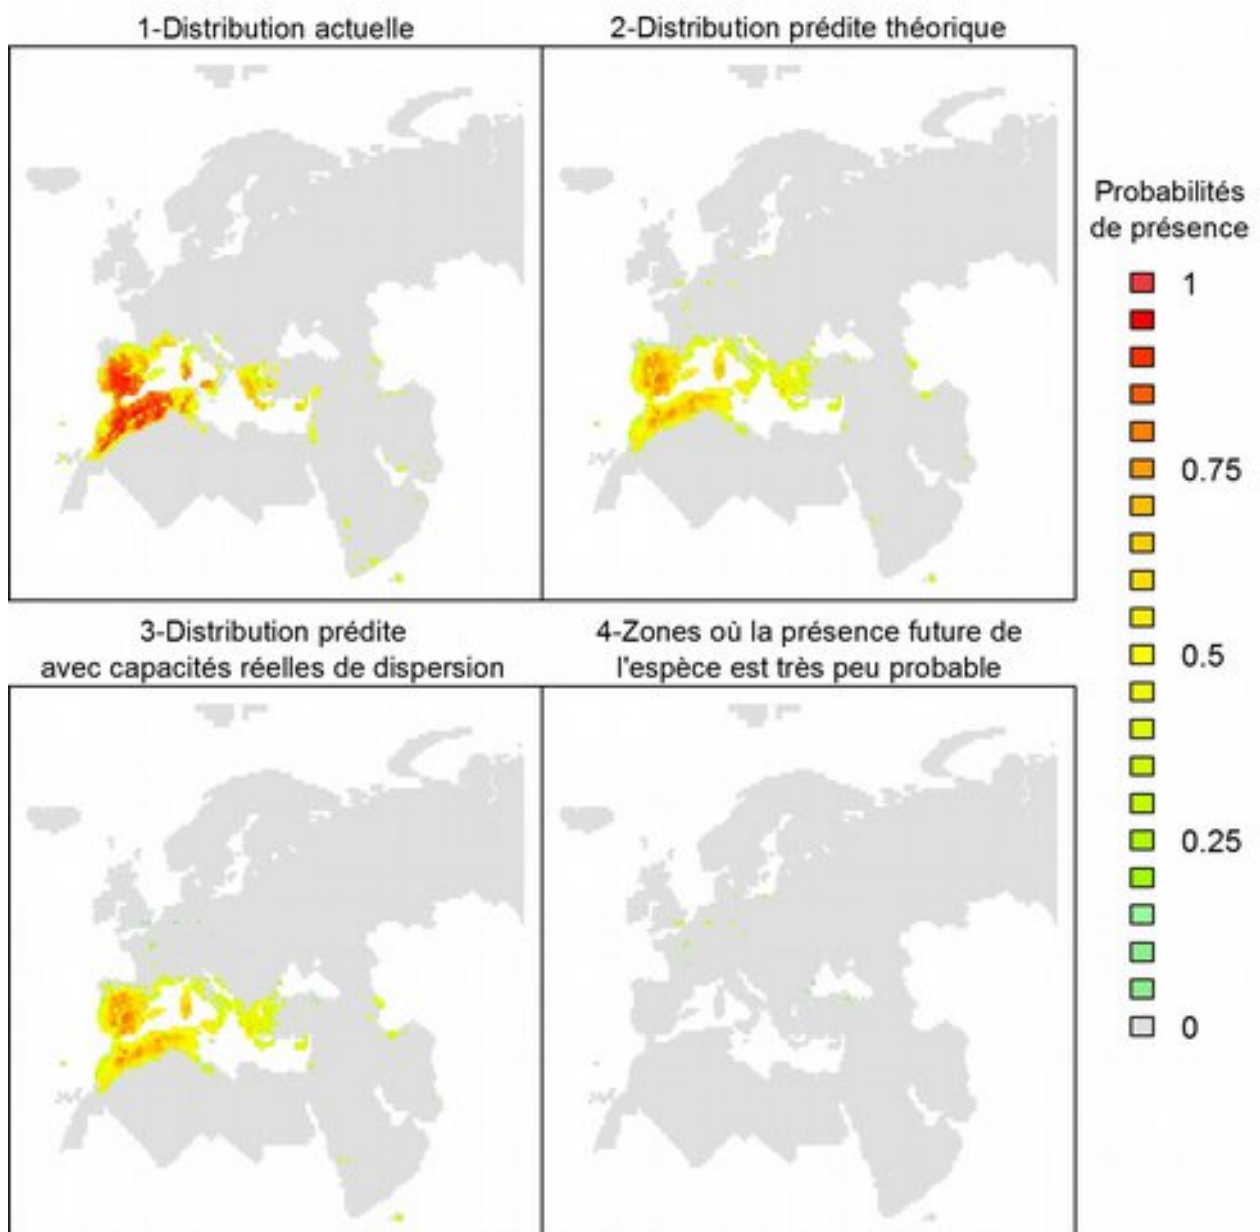 1-Distribution actuelle
2-Distribution prédite théorique
Probabilités
de présence
1
0.75
0.5
0.25
0
3-Distribution prédite
avec capacités réelles de dispersion
4-Zones où la présence future de
l'espèce est très peu probable